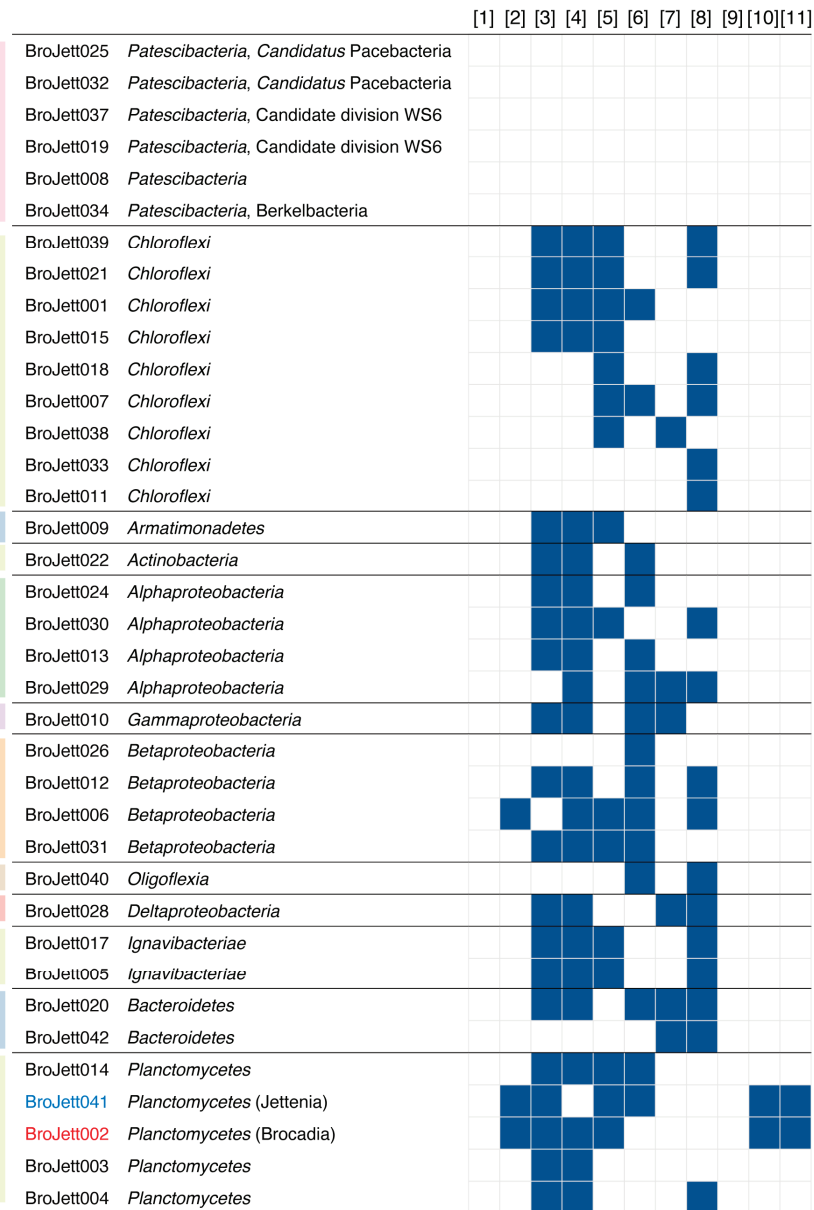 [1] [2] [3] [4] [5] [6] [7] [8] [9] [10] [11]
BroJett025 Patescibacteria, Candidatus Pacebacteria
BroJett032 Patescibacteria, Candidatus Pacebacteria
BroJett037 Patescibacteria, Candidate division WS6
BroJett019 Patescibacteria, Candidate division WS6
BroJett008 Patescibacteria
BroJett034 Patescibacteria, Berkelbacteria
BroJett039 Chloroflexi
BroJett021 Chloroflexi
BroJett001 Chloroflexi
BroJett015 Chloroflexi
BroJett018 Chloroflexi
BroJett007 Chloroflexi
BroJett038 Chloroflexi
BroJett033 Chloroflexi
BroJett011 Chloroflexi
BroJett009 Armatimonadetes
BroJett022 Actinobacteria
BroJett024 Alphaproteobacteria
BroJett030 Alphaproteobacteria
BroJett013 Alphaproteobacteria
BroJett029 Alphaproteobacteria
BroJett010 Gammaproteobacteria
BroJett026 Betaproteobacteria
BroJett012 Betaproteobacteria
BroJett006 Betaproteobacteria
BroJett031 Betaproteobacteria
BroJett040 Oligoflexia
BroJett028 Deltaproteobacteria
BroJett017 Ignavibacteriae
BroJett005 Ignavibacteriae
BroJett020 Bacteroidetes
BroJett042 Bacteroidetes
BroJett014 Planctomycetes
BroJett041 Planctomycetes (Jettenia)
BroJett002 Planctomycetes (Brocadia)
BroJett003 Planctomycetes
BroJett004 Planctomycetes